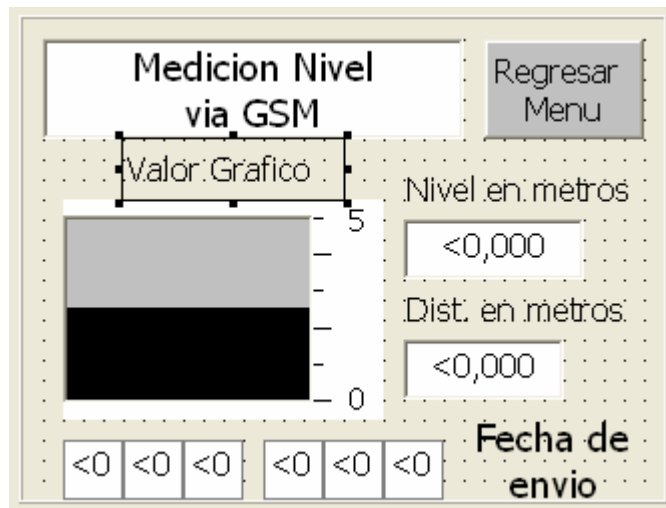 Medicion Nivel
via GSM
Regresar
Menu
Valor Grafico
5
0
Nivel en metros
<0,000
Dist. en metros
<0,000
<0 <0 <0 <0 <0 <0
Fecha de
envio